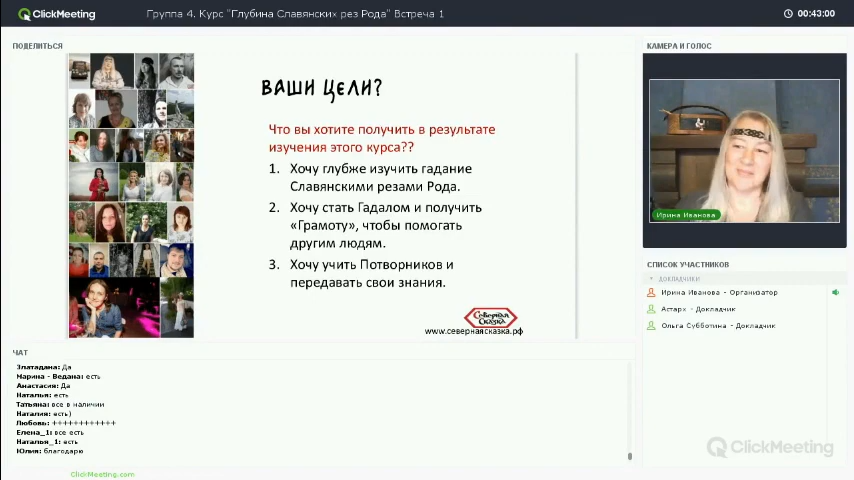 ClickMeeting
Группа 4. Курс "Глубина Славянских рез Рода" Встреча 1
00:43:00
ПОДЕЛИТЬСЯ
ВАШИ ЦЕЛИ?
Что вы хотите получить в результате
изучения этого курса??
1. Хочу глубже изучить гадание
Славянскими резами Рода.
2. Хочу стать Гадалом и получить
«Грамоту», чтобы помогать
другим людям.
3. Хочу учить Потворников и
передавать свои знания.
Северная
Сказка
www.севернаясказка.рф
КАМЕРА И ГОЛОС
Ирина Иванова
СПИСОК УЧАСТНИКОВ
ДОКЛАДЧИКИ
Ирина Иванова - Организатор
Астарх - Докладчик
Ольга Субботина - Докладчик
ЧАТ
Златадана: Да
Марина - Ведана: есть
Анастасия: Да
Наталья: есть
Татьяна: все в наличии
Наталия: есть)
Любовь: ++++++++++++
Елена_1: все есть
Наталья_1: есть
Юлия: благодарю
ClickMeeting
ClickMeeting.com